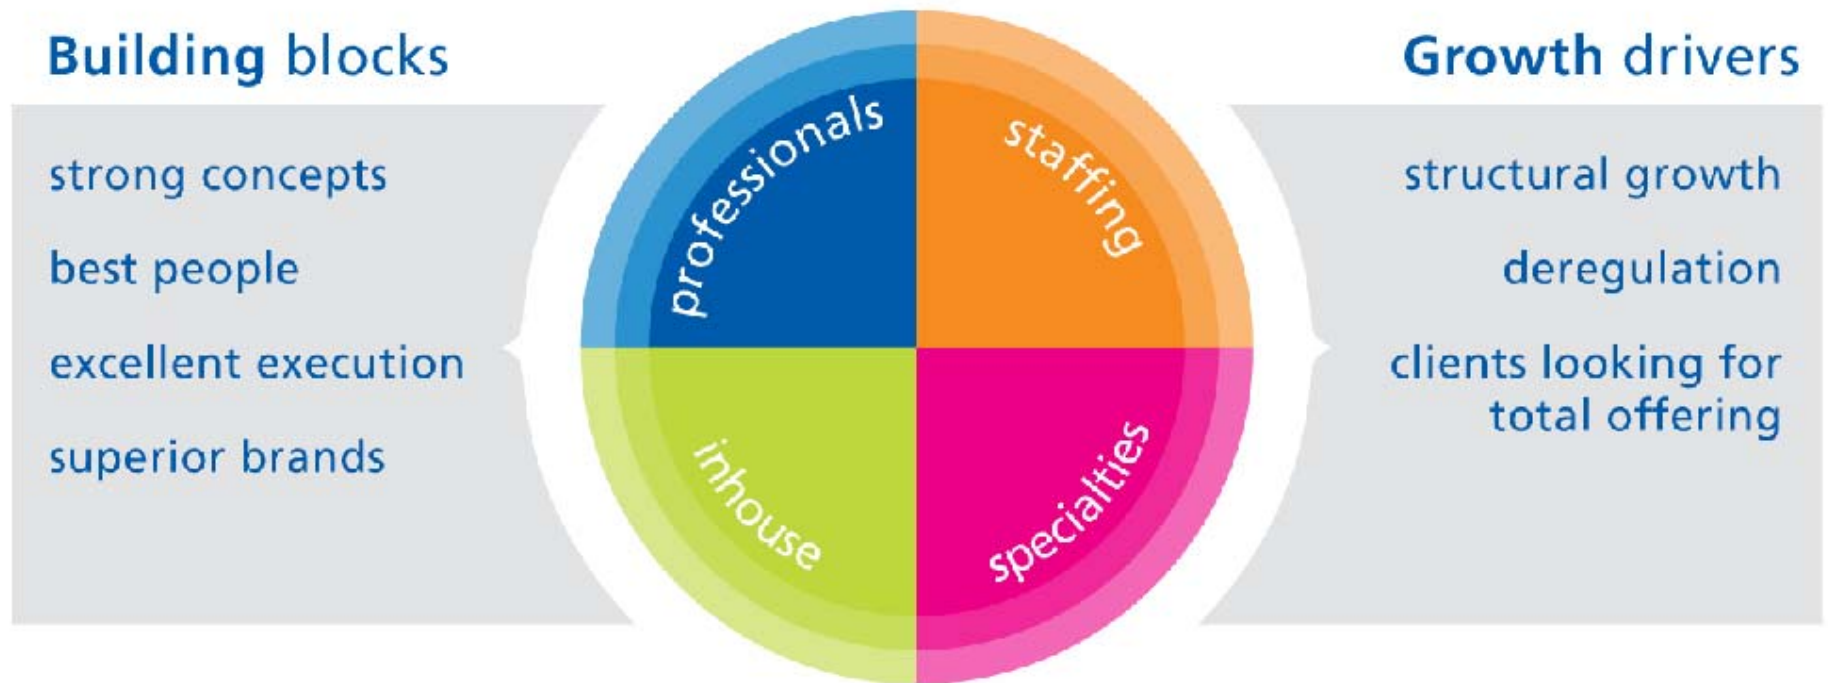 Building blocks
strong concepts
best people
excellent execution
superior brands
professionals
staffing
inhouse
specialties
Growth drivers
structural growth
deregulation
clients looking for
total offering